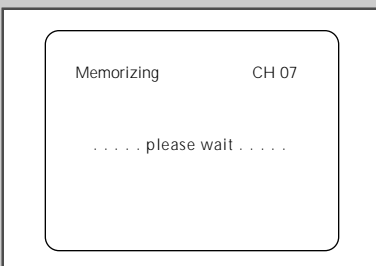 Memorizing CH 07
. . . . . please wait . . . . .